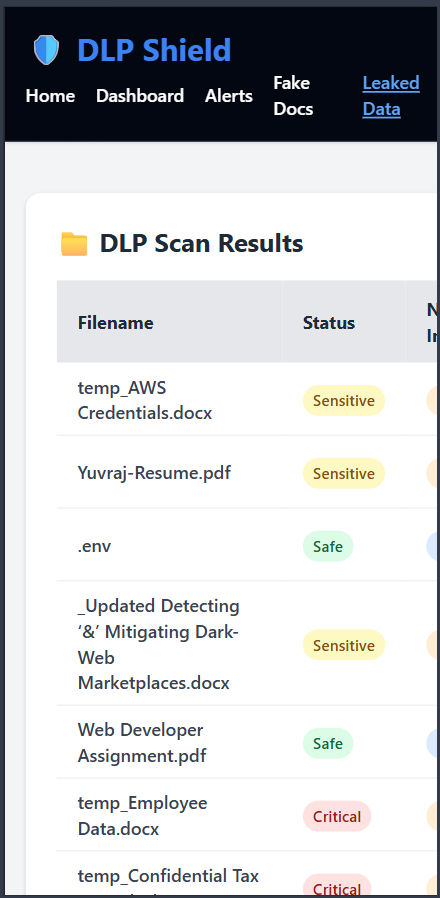 DLP Shield
Home
Dashboard
Alerts
Fake
Docs
Leaked
Data
DLP Scan Results
Filename
Status
temp_AWS
Credentials.docx
Sensitive
Yuvraj-Resume.pdf
Sensitive
.env
Safe
_Updated Detecting
‘&’ Mitigating Dark-
Web
Marketplaces.docx
Sensitive
Web Developer
Assignment.pdf
Safe
temp_Employee
Data.docx
Critical
temp_Confidential Tax
Critical